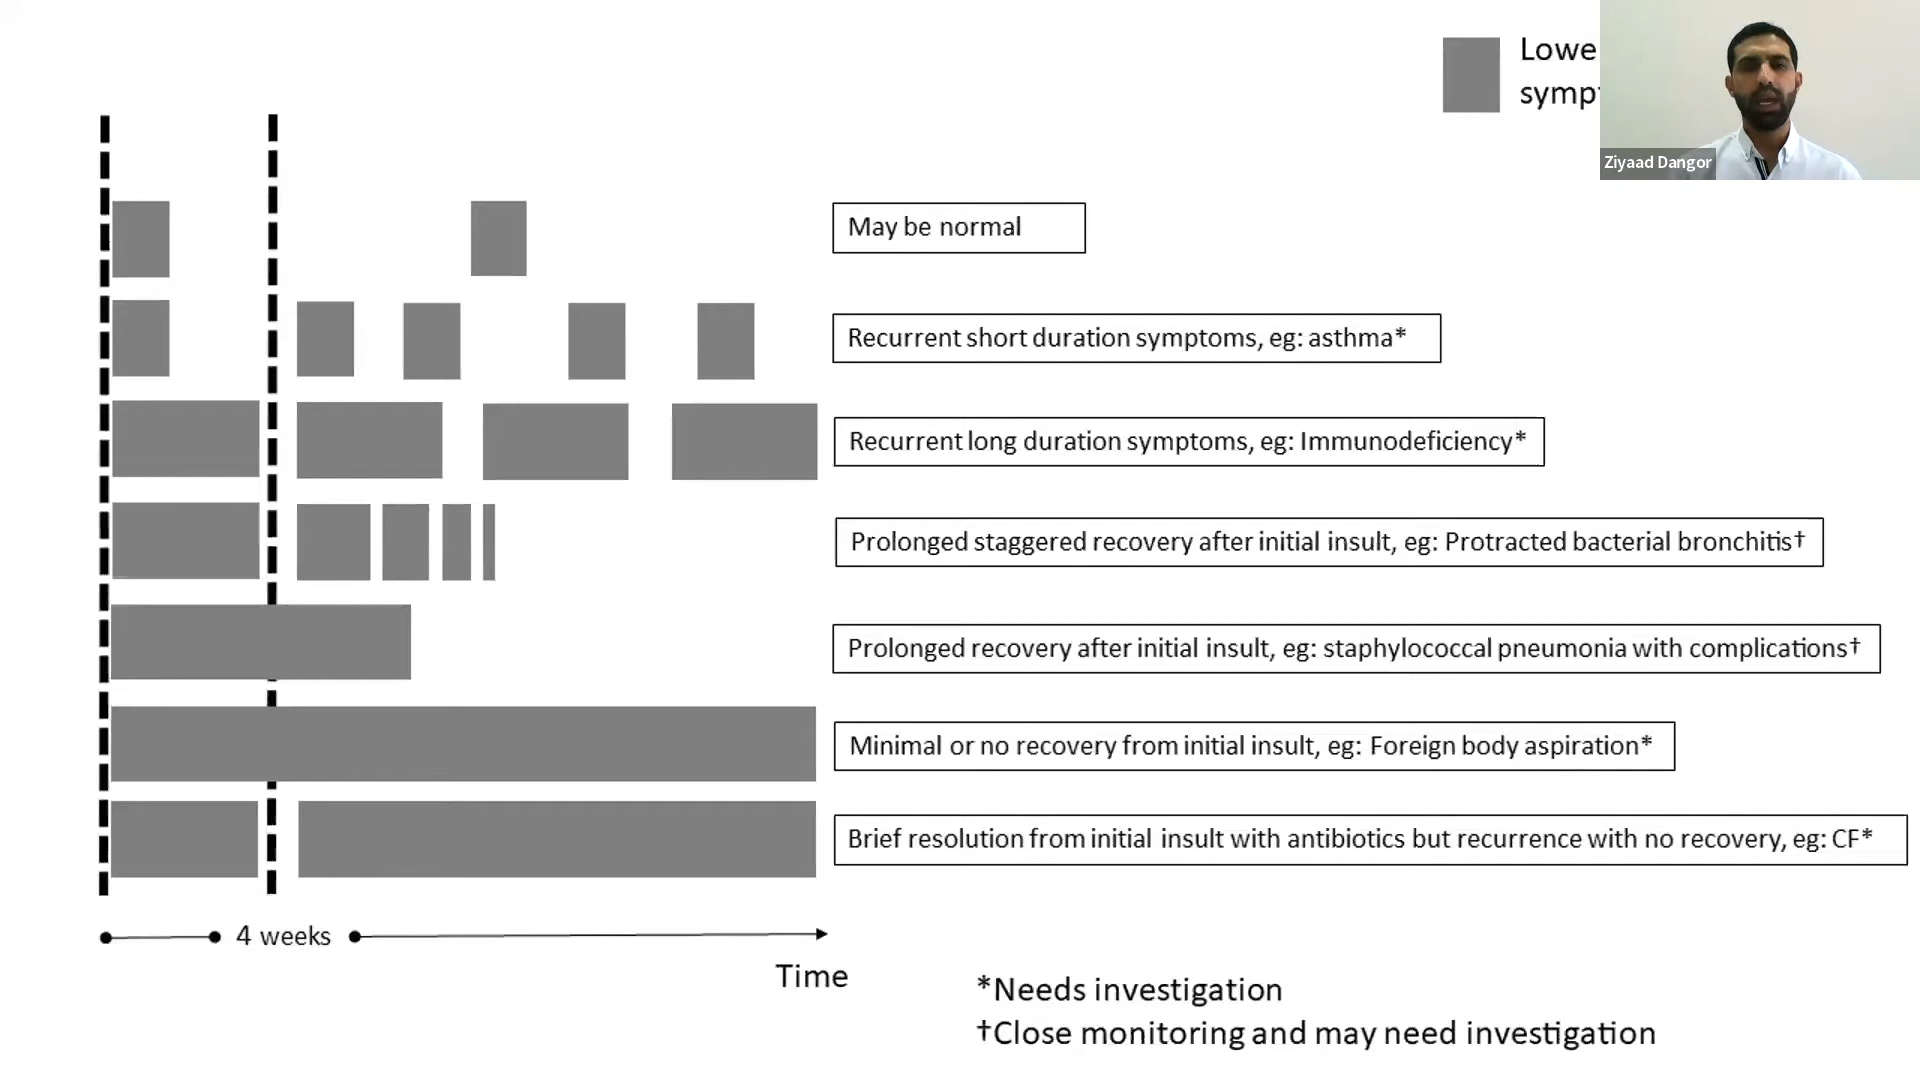 Lowe
symp
Ziyaad Dangor
May be normal
Recurrent short duration symptoms, eg: asthma*
Recurrent long duration symptoms, eg: Immunodeficiency*
Prolonged staggered recovery after initial insult, eg: Protracted bacterial bronchitis†
Prolonged recovery after initial insult, eg: staphylococcal pneumonia with complications†
Minimal or no recovery from initial insult, eg: Foreign body aspiration*
Brief resolution from initial insult with antibiotics but recurrence with no recovery, eg: CF*
4 weeks
Time
*Needs investigation
†Close monitoring and may need investigation